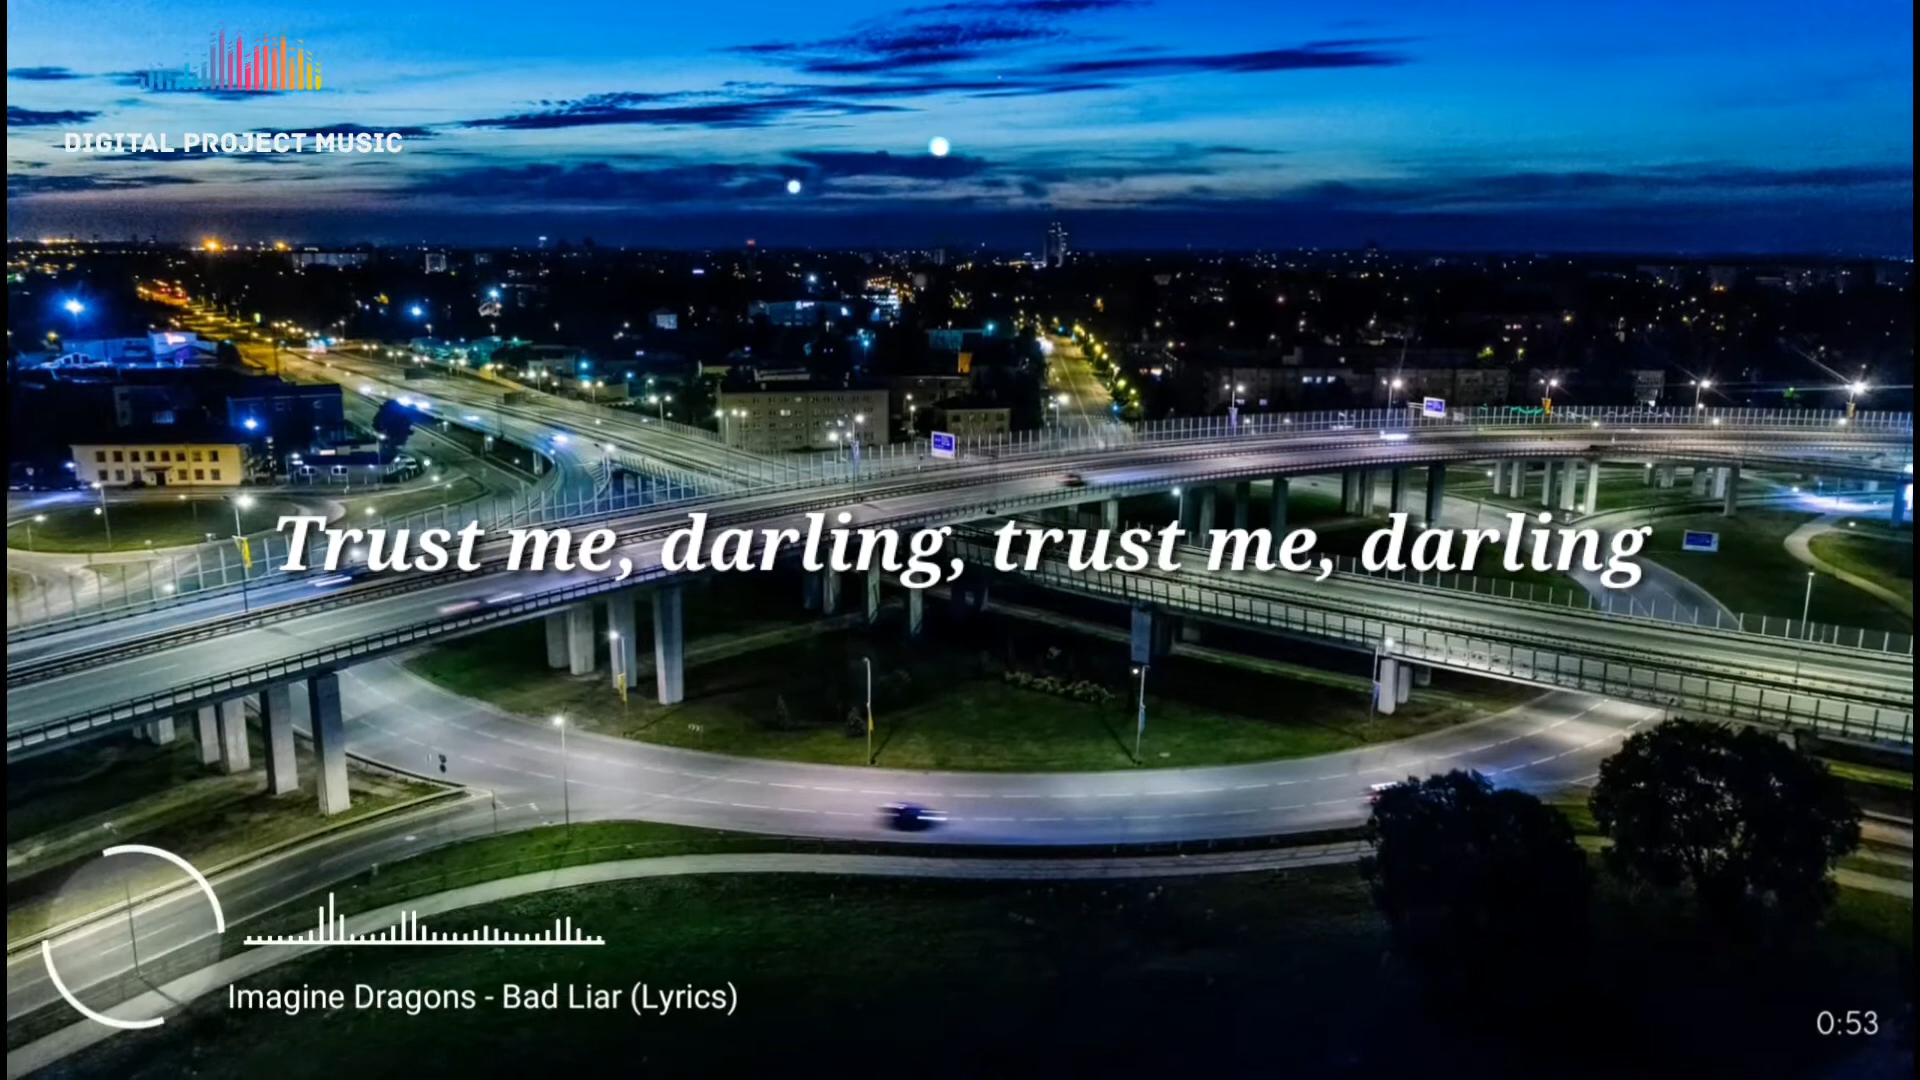 DIGITAL PROJECT MUSIC
Trust me, darling, trust me, darling
Imagine Dragons - Bad Liar (Lyrics)
0:53